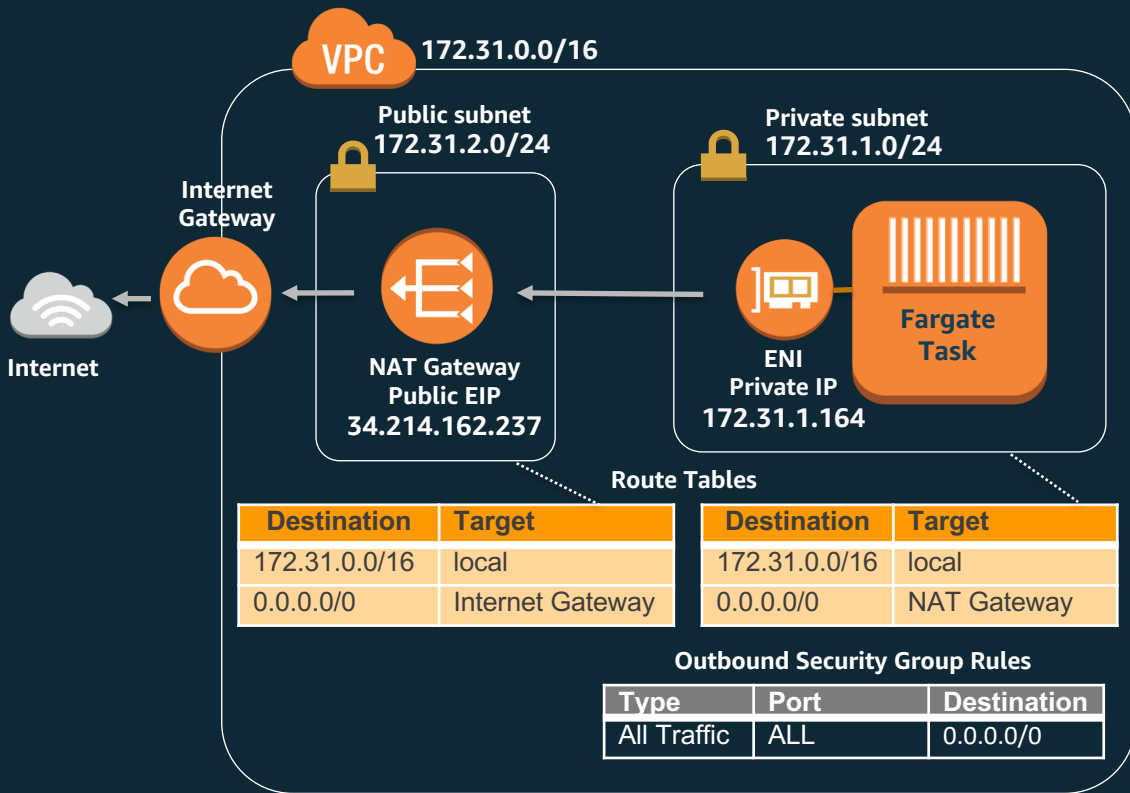 VPC
172.31.0.0/16
Public subnet
172.31.2.0/24
Private subnet
172.31.1.0/24
Internet
Gateway
Internet
NAT Gateway
Public EIP
34.214.162.237
ENI
Private IP
172.31.1.164
Fargate
Task
Route Tables
Destination Target
172.31.0.0/16 local
0.0.0.0/0 Internet Gateway
Destination Target
172.31.0.0/16 local
0.0.0.0/0 NAT Gateway
Outbound Security Group Rules
Type Port Destination
All Traffic ALL 0.0.0.0/0